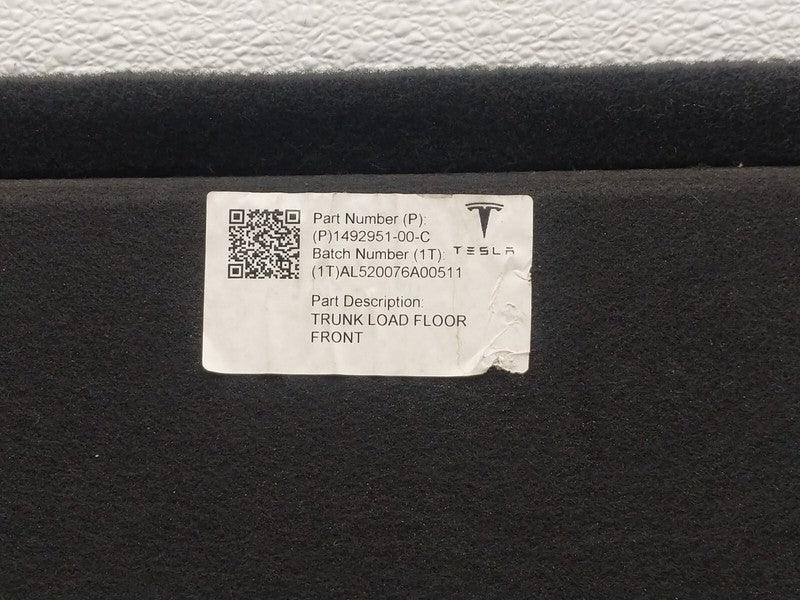 Part Number (P):
(P)1492951-00-C
Batch Number (1T):
TESLA
(1T)AL520076A00511
Part Description:
TRUNK LOAD FLOOR
FRONT